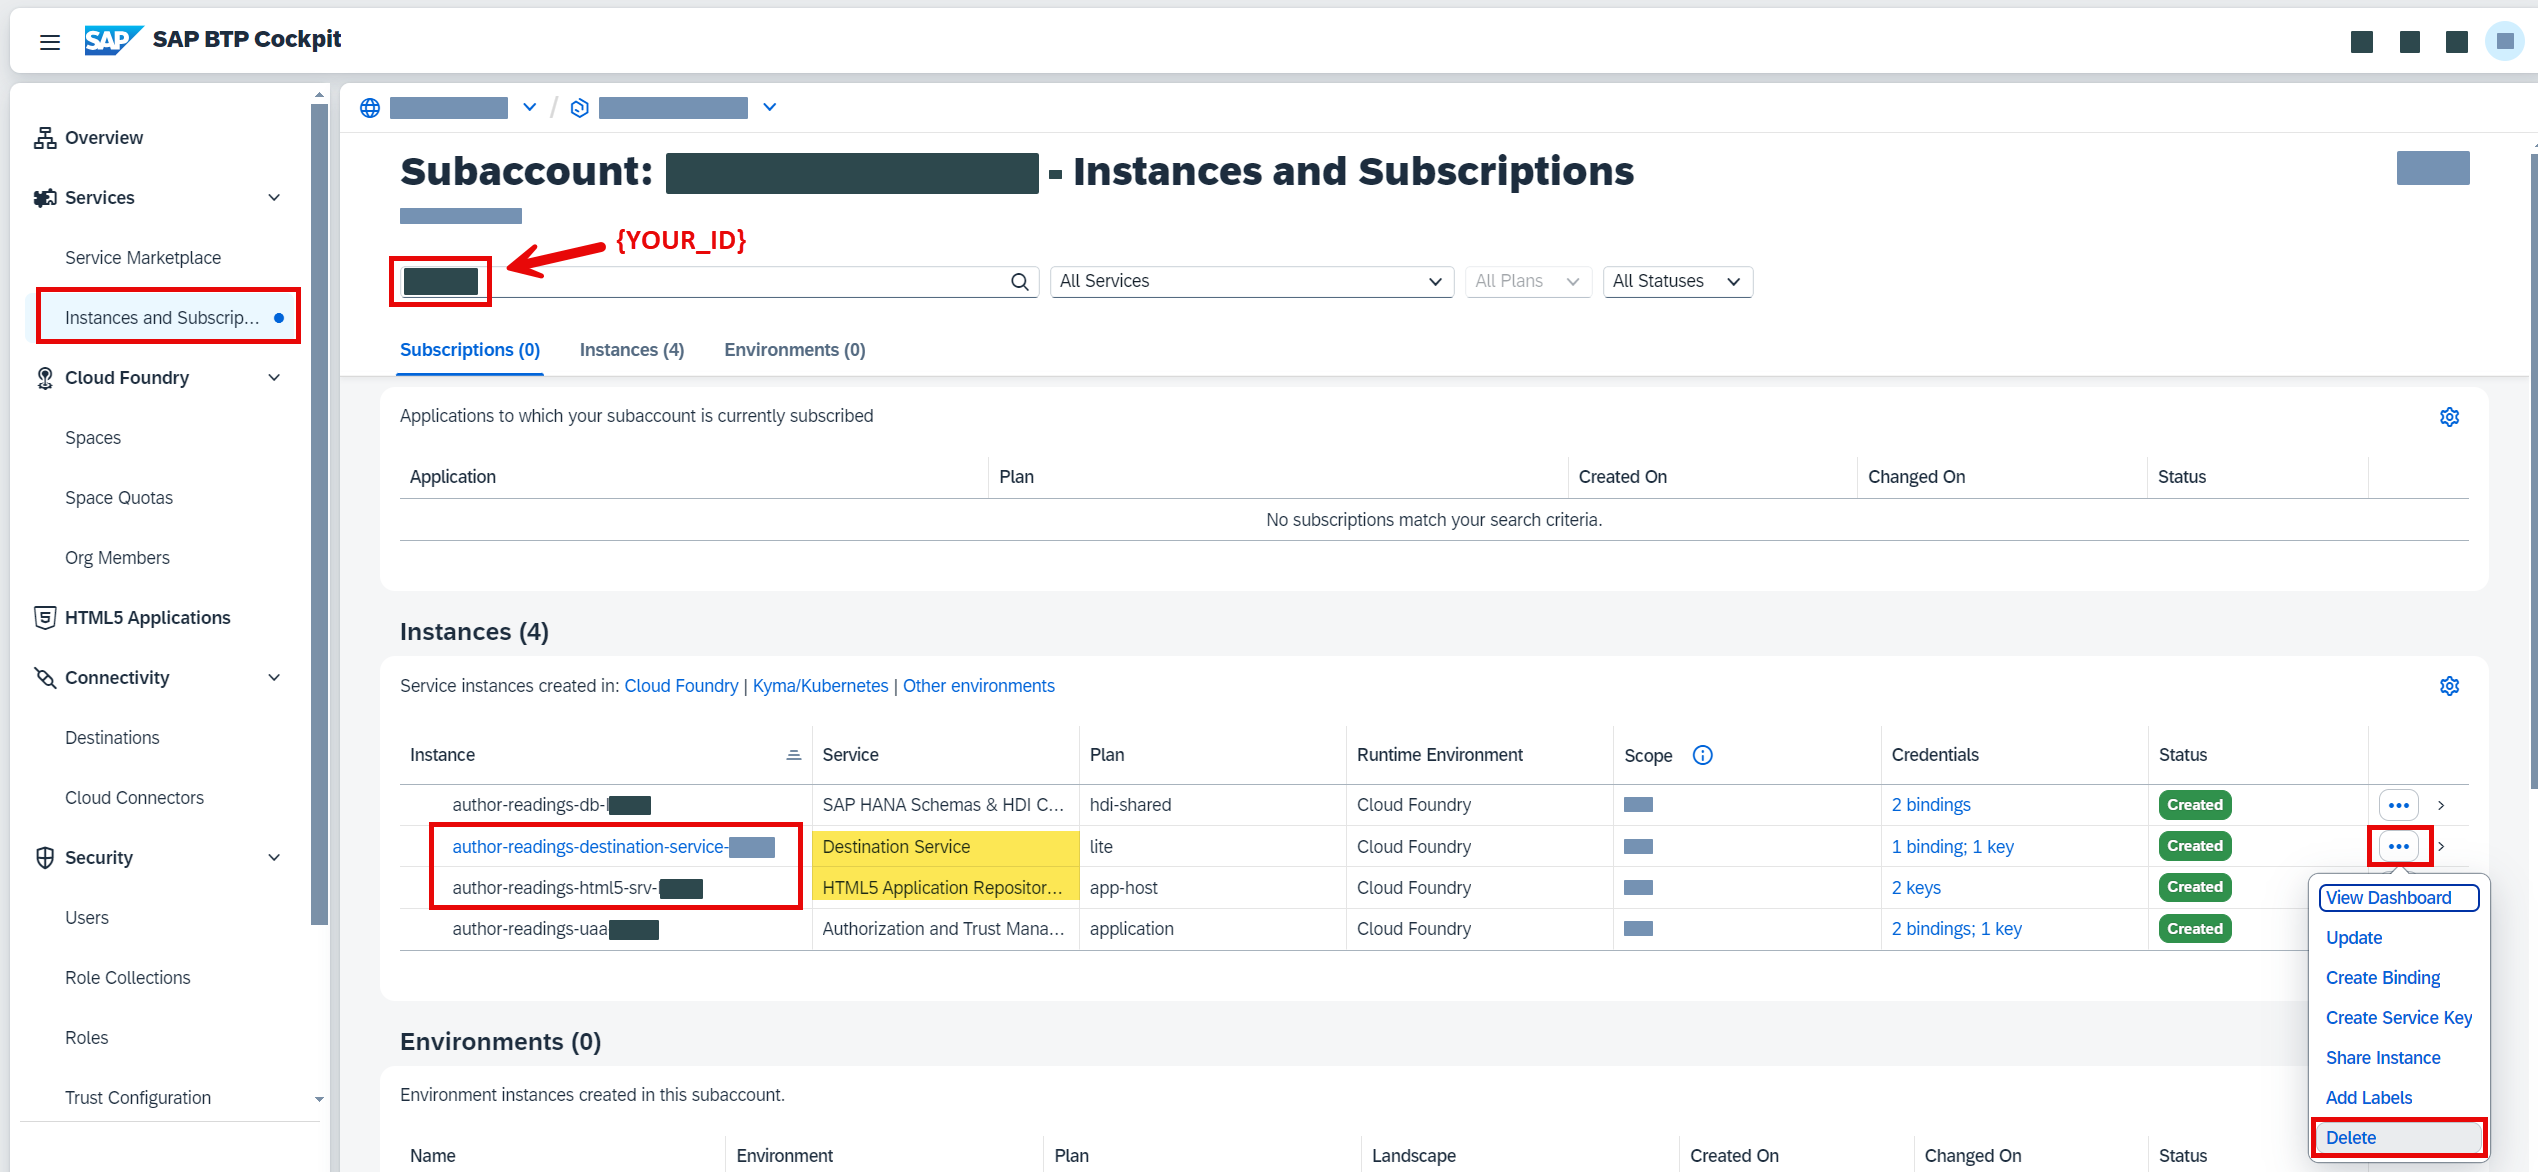 SAP SAP BTP Cockpit
Overview
Services
Service Marketplace
Instances and Subscrip...
Cloud Foundry
Spaces
Space Quotas
Org Members
HTML5 Applications
Connectivity
Destinations
Cloud Connectors
Security
Users
Role Collections
Roles
Trust Configuration
/
Subaccount: - Instances and Subscriptions
{YOUR_ID}
All Services All Plans All Statuses
Subscriptions (0) Instances (4) Environments (0)
Applications to which your subaccount is currently subscribed
Application Plan Created On Changed On Status
No subscriptions match your search criteria.
Instances (4)
Service instances created in: Cloud Foundry | Kyma/Kubernetes | Other environments
Instance Service Plan Runtime Environment Scope Credentials Status
author-readings-db- SAP HANA Schemas & HDI C... hdi-shared Cloud Foundry 2 bindings Created
author-readings-destination-service- Destination Service lite Cloud Foundry 1 binding; 1 key Created
author-readings-html5-srv- HTML5 Application Repositor... app-host Cloud Foundry 2 keys Created
author-readings-uaa Authorization and Trust Mana... application Cloud Foundry 2 bindings; 1 key Created
View Dashboard
Update
Create Binding
Create Service Key
Share Instance
Add Labels
Delete
Environments (0)
Environment instances created in this subaccount.
Name Environment Plan Landscape Created On Changed On Status